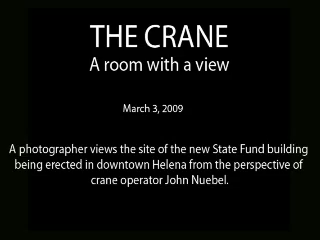 THE CRANE
A room with a view
March 3, 2009
A photographer views the site of the new State Fund building
being erected in downtown Helena from the perspective of
crane operator John Nuebel.